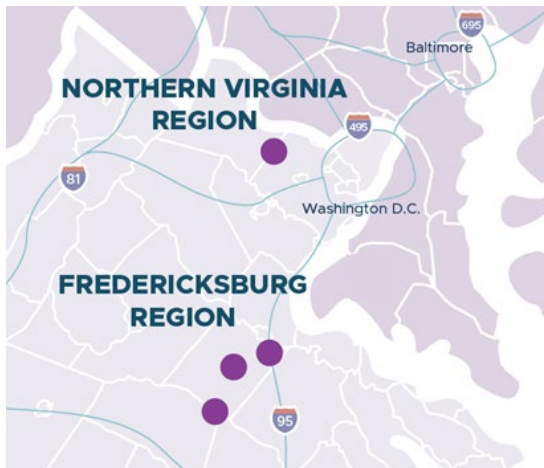 695
Baltimore
NORTHERN VIRGINIA
REGION
495
81
Washington D.C.
FREDERICKSBURG
REGION
95